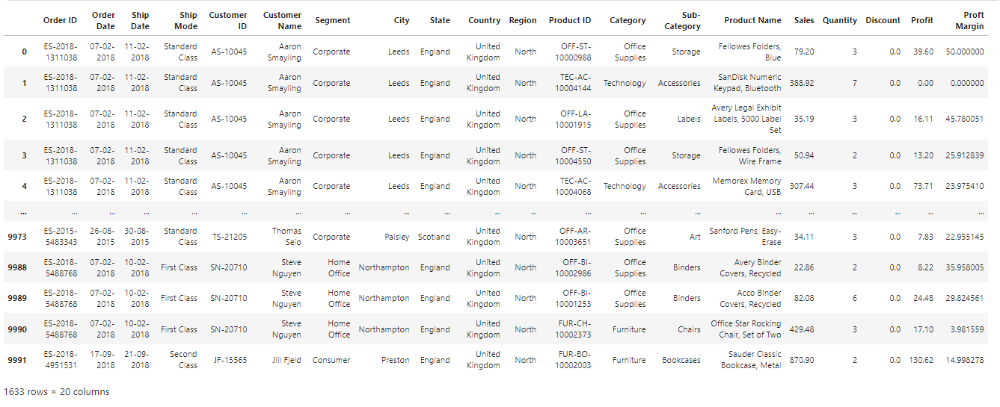 Order ID Order Date Ship Date Ship Mode Customer ID Customer Name Segment City State Country Region Product ID Category Sub-Category Product Name Sales Quantity Discount Profit Proft Margin
0 ES-2018-1311038 07-02-2018 11-02-2018 Standard Class AS-10045 Aaron Smayling Corporate Leeds England United Kingdom North OFF-ST-10000988 Office Supplies Storage Fellowes Folders, Blue 79.20 3 0.0 39.60 50.000000
1 ES-2018-1311038 07-02-2018 11-02-2018 Standard Class AS-10045 Aaron Smayling Corporate Leeds England United Kingdom North TEC-AC-10004144 Technology Accessories SanDisk Numeric Keypad, Bluetooth 388.92 7 0.0 0.00 0.000000
2 ES-2018-1311038 07-02-2018 11-02-2018 Standard Class AS-10045 Aaron Smayling Corporate Leeds England United Kingdom North OFF-LA-10001915 Office Supplies Labels Avery Legal Exhibit Labels, 5000 Label Set 35.19 3 0.0 16.11 45.780051
3 ES-2018-1311038 07-02-2018 11-02-2018 Standard Class AS-10045 Aaron Smayling Corporate Leeds England United Kingdom North OFF-ST-10004550 Office Supplies Storage Fellowes Folders, Wire Frame 50.94 2 0.0 13.20 25.912839
4 ES-2018-1311038 07-02-2018 11-02-2018 Standard Class AS-10045 Aaron Smayling Corporate Leeds England United Kingdom North TEC-AC-10004068 Technology Accessories Memorex Memory Card, USB 307.44 3 0.0 73.71 23.975410
... ... ... ... ... ... ... ... ... ... ... ... ... ... ... ... ... ... ... ... ...
9973 ES-2015-5483343 26-08-2015 30-08-2015 Standard Class TS-21205 Thomas Seio Corporate Paisley Scotland United Kingdom North OFF-AR-10003651 Office Supplies Art Sanford Pens, Easy-Erase 34.11 3 0.0 7.83 22.955145
9988 ES-2018-5488768 07-02-2018 10-02-2018 First Class SN-20710 Steve Nguyen Home Office Northampton England United Kingdom North OFF-BI-10002986 Office Supplies Binders Avery Binder Covers, Recycled 22.86 2 0.0 8.22 35.958005
9989 ES-2018-5488768 07-02-2018 10-02-2018 First Class SN-20710 Steve Nguyen Home Office Northampton England United Kingdom North OFF-BI-10001253 Office Supplies Binders Acco Binder Covers, Recycled 82.08 6 0.0 24.48 29.824561
9990 ES-2018-5488768 07-02-2018 10-02-2018 First Class SN-20710 Steve Nguyen Home Office Northampton England United Kingdom North FUR-CH-10002373 Furniture Chairs Office Star Rocking Chair, Set of Two 429.48 3 0.0 17.10 3.981559
9991 ES-2018-4951531 17-09-2018 21-09-2018 Second Class JF-15565 Jill Fjeld Consumer Preston England United Kingdom North FUR-BO-10002003 Furniture Bookcases Sauder Classic Bookcase, Metal 870.90 2 0.0 130.62 14.998278
1633 rows × 20 columns